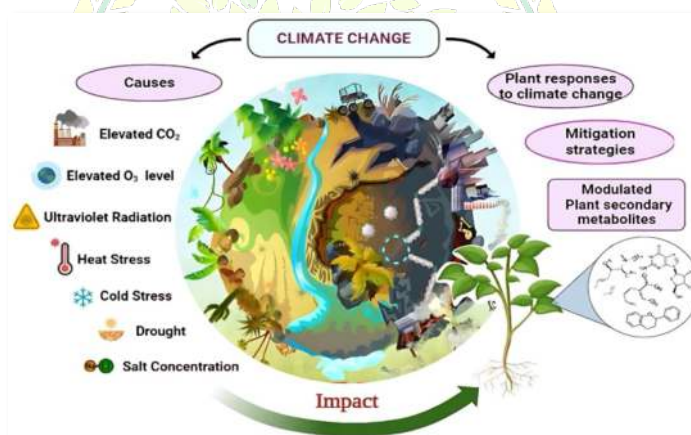 CLIMATE CHANGE
Causes
Elevated CO₂
Elevated O₃ level
Ultraviolet Radiation
Heat Stress
Cold Stress
Drought
Salt Concentration
Plant responses
to climate change
Mitigation
strategies
Modulated
Plant secondary
metabolites
Impact